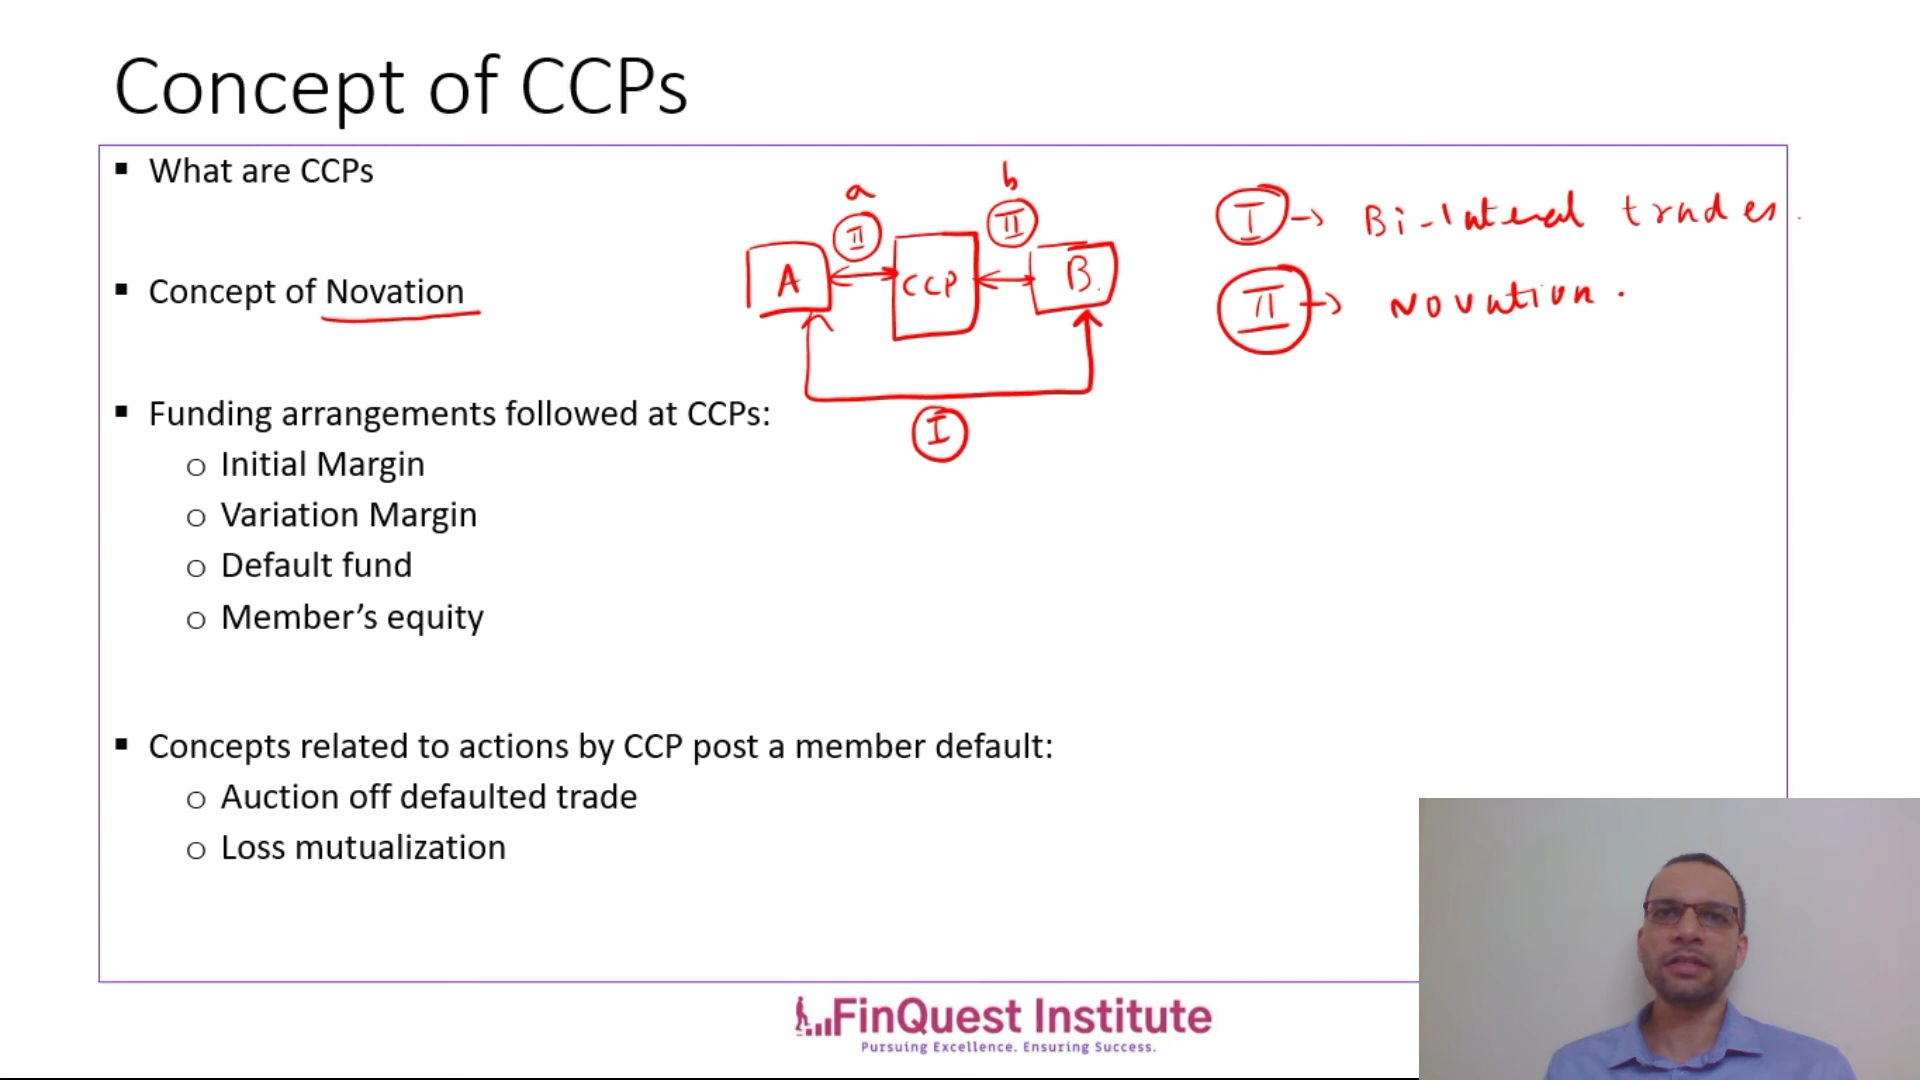 Concept of CCPs
▪ What are CCPs
▪ Concept of Novation
▪ Funding arrangements followed at CCPs:
o Initial Margin
o Variation Margin
o Default fund
o Member’s equity
▪ Concepts related to actions by CCP post a member default:
o Auction off defaulted trade
o Loss mutualization
a
b
II
II
A
CCP
B.
I
I → Bi-lateral trades.
II → Novation.
FinQuest Institute
Pursuing Excellence. Ensuring Success.